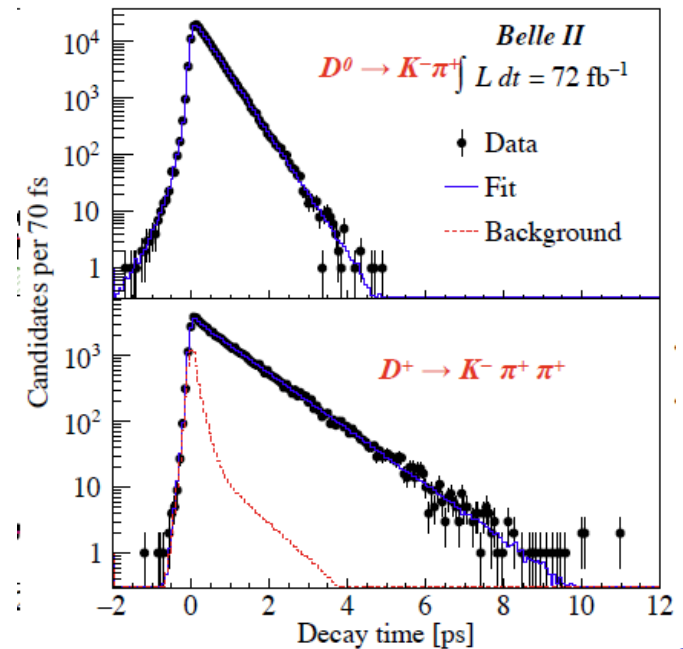 Belle II
D⁰ → K⁻π⁺ ∫ L dt = 72 fb⁻¹
Data
Fit
Background
10⁴
10²
10
1
D⁺ → K⁻ π⁺ π⁺
10³
10²
10
1
Candidates per 70 fs
−2 0 2 4 6 8 10 12
Decay time [ps]